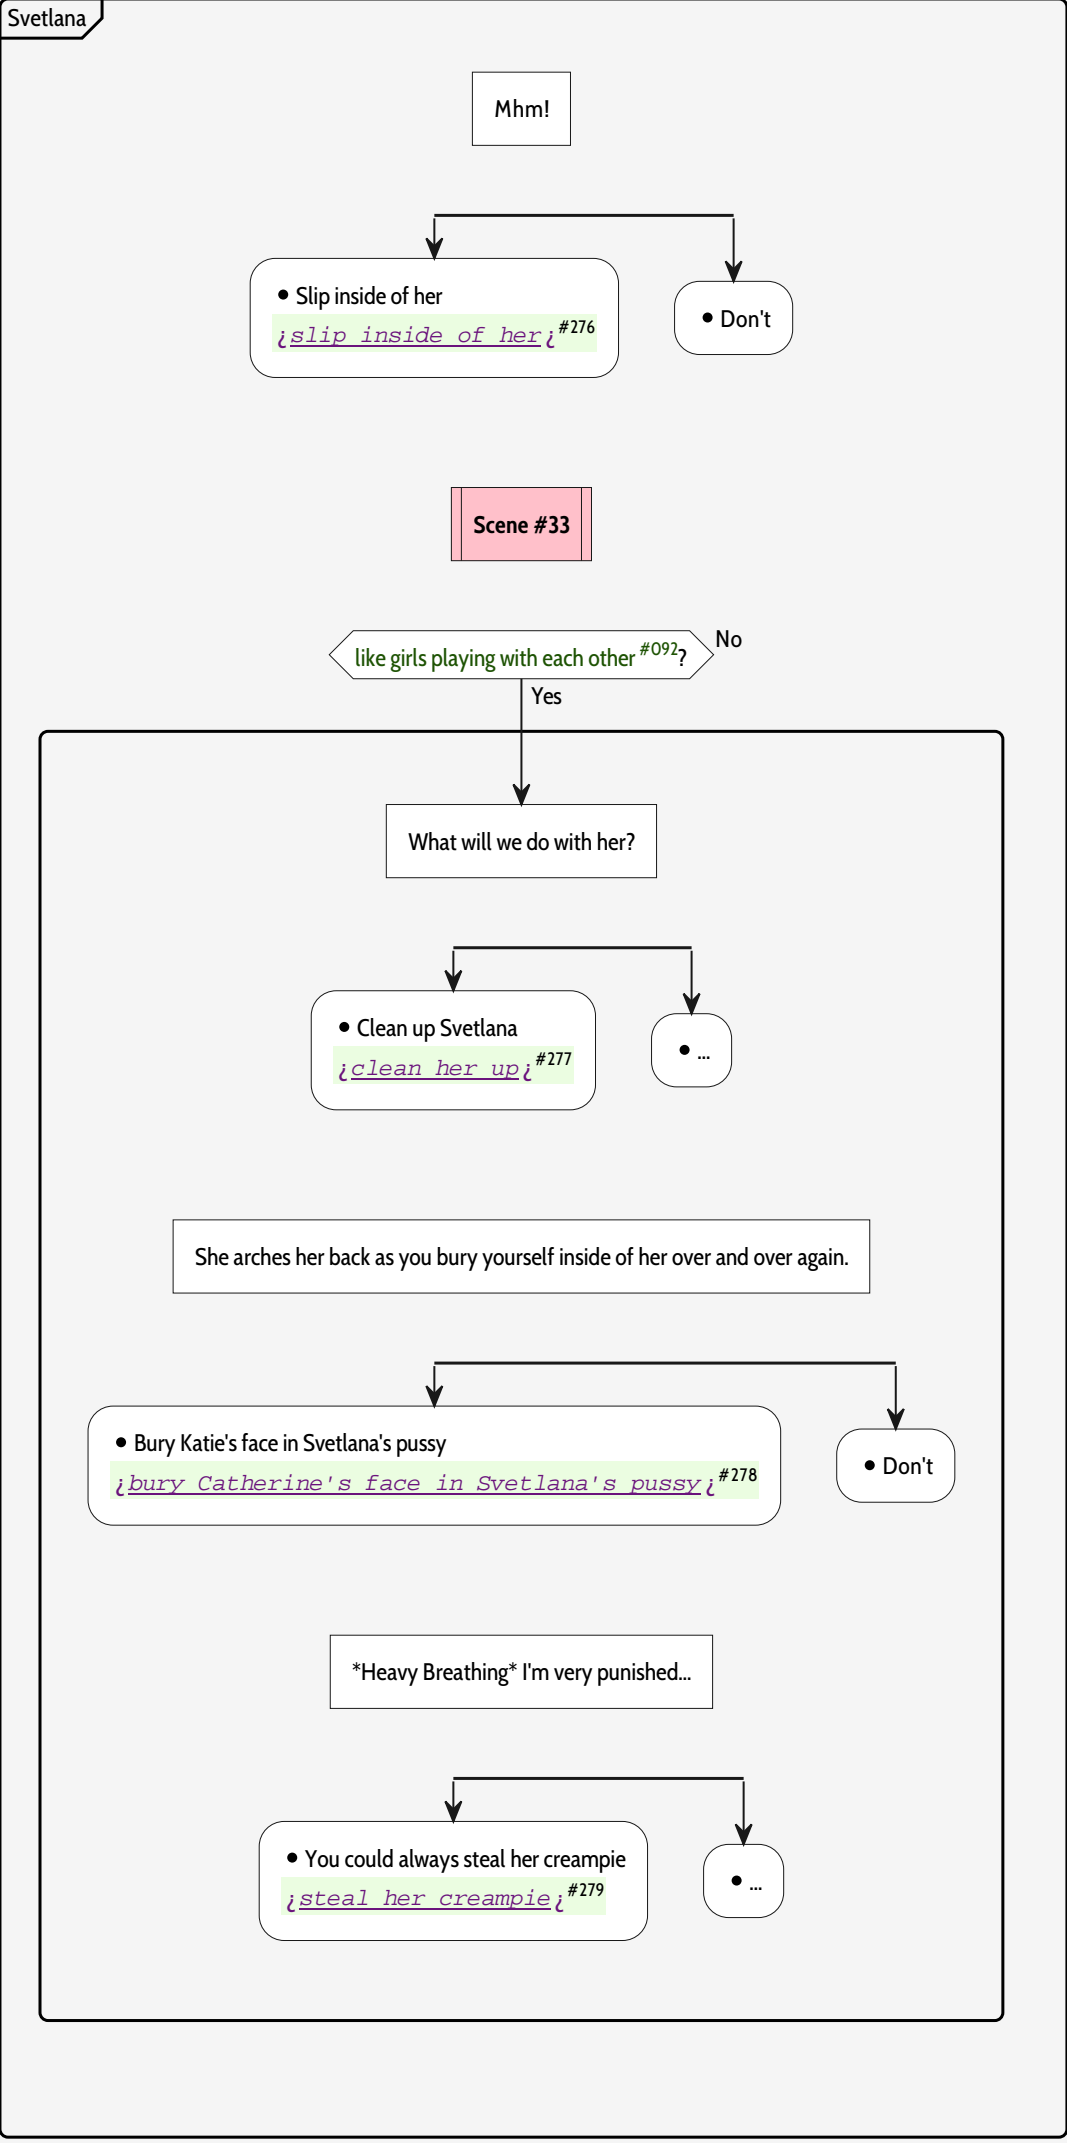 Svetlana
Mhm!
• Slip inside of her
¿slip inside of her¿#276
• Don't
Scene #33
like girls playing with each other #092?
No
Yes
What will we do with her?
• Clean up Svetlana
¿clean her up¿#277
• ...
She arches her back as you bury yourself inside of her over and over again.
• Bury Katie's face in Svetlana's pussy
¿bury Catherine's face in Svetlana's pussy¿#278
• Don't
*Heavy Breathing* I'm very punished...
• You could always steal her creampie
¿steal her creampie¿#279
• ...